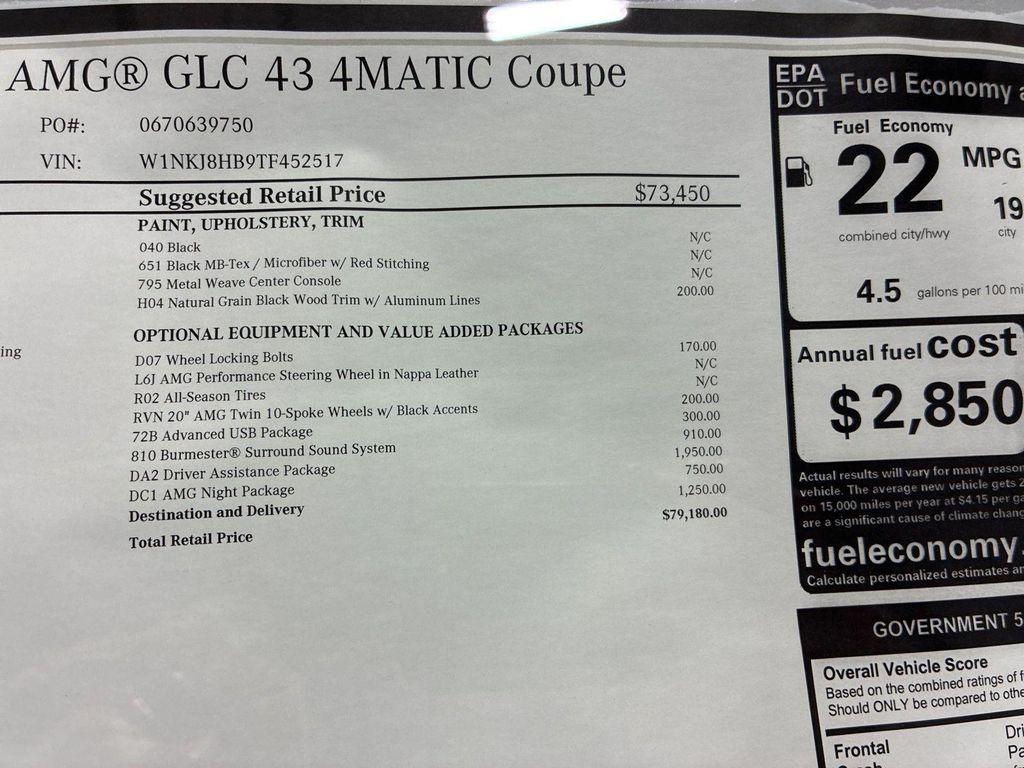 AMG® GLC 43 4MATIC Coupe
PO#: 0670639750
VIN: W1NKJ8HB9TF452517
Suggested Retail Price $73,450
PAINT, UPHOLSTERY, TRIM
040 Black N/C
651 Black MB-Tex / Microfiber w/ Red Stitching N/C
795 Metal Weave Center Console N/C
H04 Natural Grain Black Wood Trim w/ Aluminum Lines 200.00
ing
OPTIONAL EQUIPMENT AND VALUE ADDED PACKAGES
D07 Wheel Locking Bolts 170.00
L6J AMG Performance Steering Wheel in Nappa Leather N/C
R02 All-Season Tires N/C
RVN 20" AMG Twin 10-Spoke Wheels w/ Black Accents 200.00
72B Advanced USB Package 300.00
810 Burmester® Surround Sound System 910.00
DA2 Driver Assistance Package 1,950.00
DC1 AMG Night Package 750.00
Destination and Delivery 1,250.00
Total Retail Price $79,180.00
EPA
DOT
Fuel Economy a
Fuel Economy
22 MPG
19
combined city/hwy city
4.5 gallons per 100 mi
Annual fuel cost
$2,850
Actual results will vary for many reason
vehicle. The average new vehicle gets 2
on 15,000 miles per year at $4.15 per ga
are a significant cause of climate chang
fueleconomy.
Calculate personalized estimates an
GOVERNMENT 5
Overall Vehicle Score
Based on the combined ratings of f
Should ONLY be compared to othe
Frontal Dri
Crash Pa